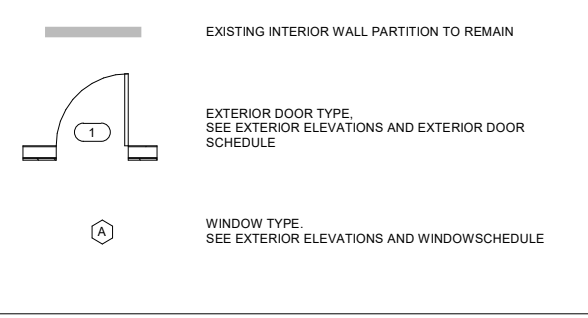 EXISTING INTERIOR WALL PARTITION TO REMAIN
1
EXTERIOR DOOR TYPE,
SEE EXTERIOR ELEVATIONS AND EXTERIOR DOOR
SCHEDULE
A
WINDOW TYPE.
SEE EXTERIOR ELEVATIONS AND WINDOWSCHEDULE